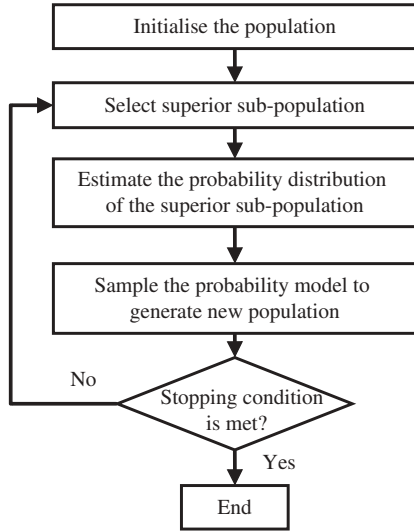 Initialise the population
Select superior sub-population
Estimate the probability distribution
of the superior sub-population
Sample the probability model to
generate new population
No
Stopping condition
is met?
Yes
End